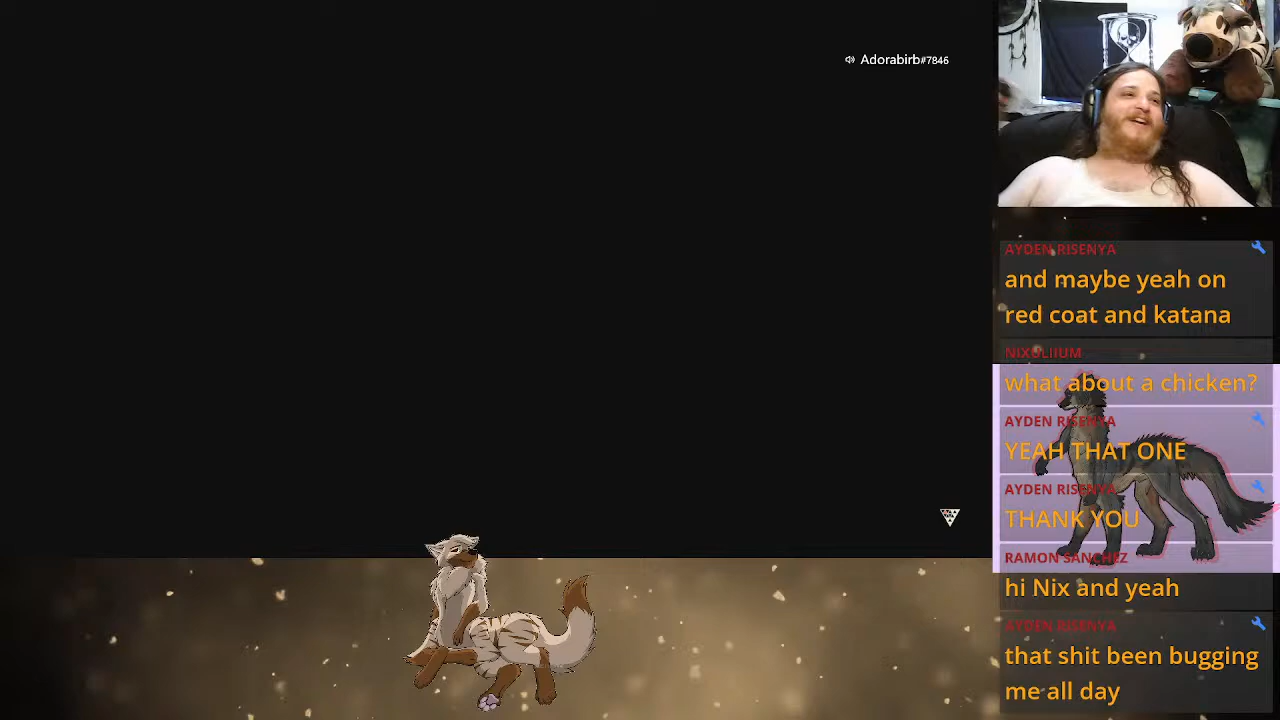 Adorabirb#7846
AYDEN RISENYA
and maybe yeah on
red coat and katana
NIXULIIUM
what about a chicken?
AYDEN RISENYA
YEAH THAT ONE
AYDEN RISENYA
THANK YOU
RAMON SANCHEZ
hi Nix and yeah
AYDEN RISENYA
that shit been bugging
me all day